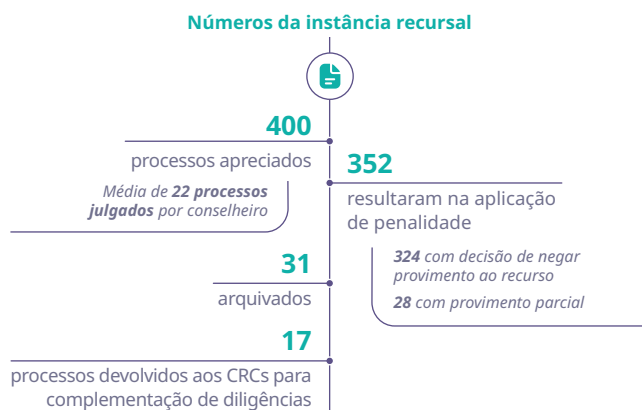 Números da instância recursal
400
processos apreciados
Média de 22 processos
julgados por conselheiro
352
resultaram na aplicação
de penalidade
324 com decisão de negar
provimento ao recurso
28 com provimento parcial
31
arquivados
17
processos devolvidos aos CRCs para
complementação de diligências